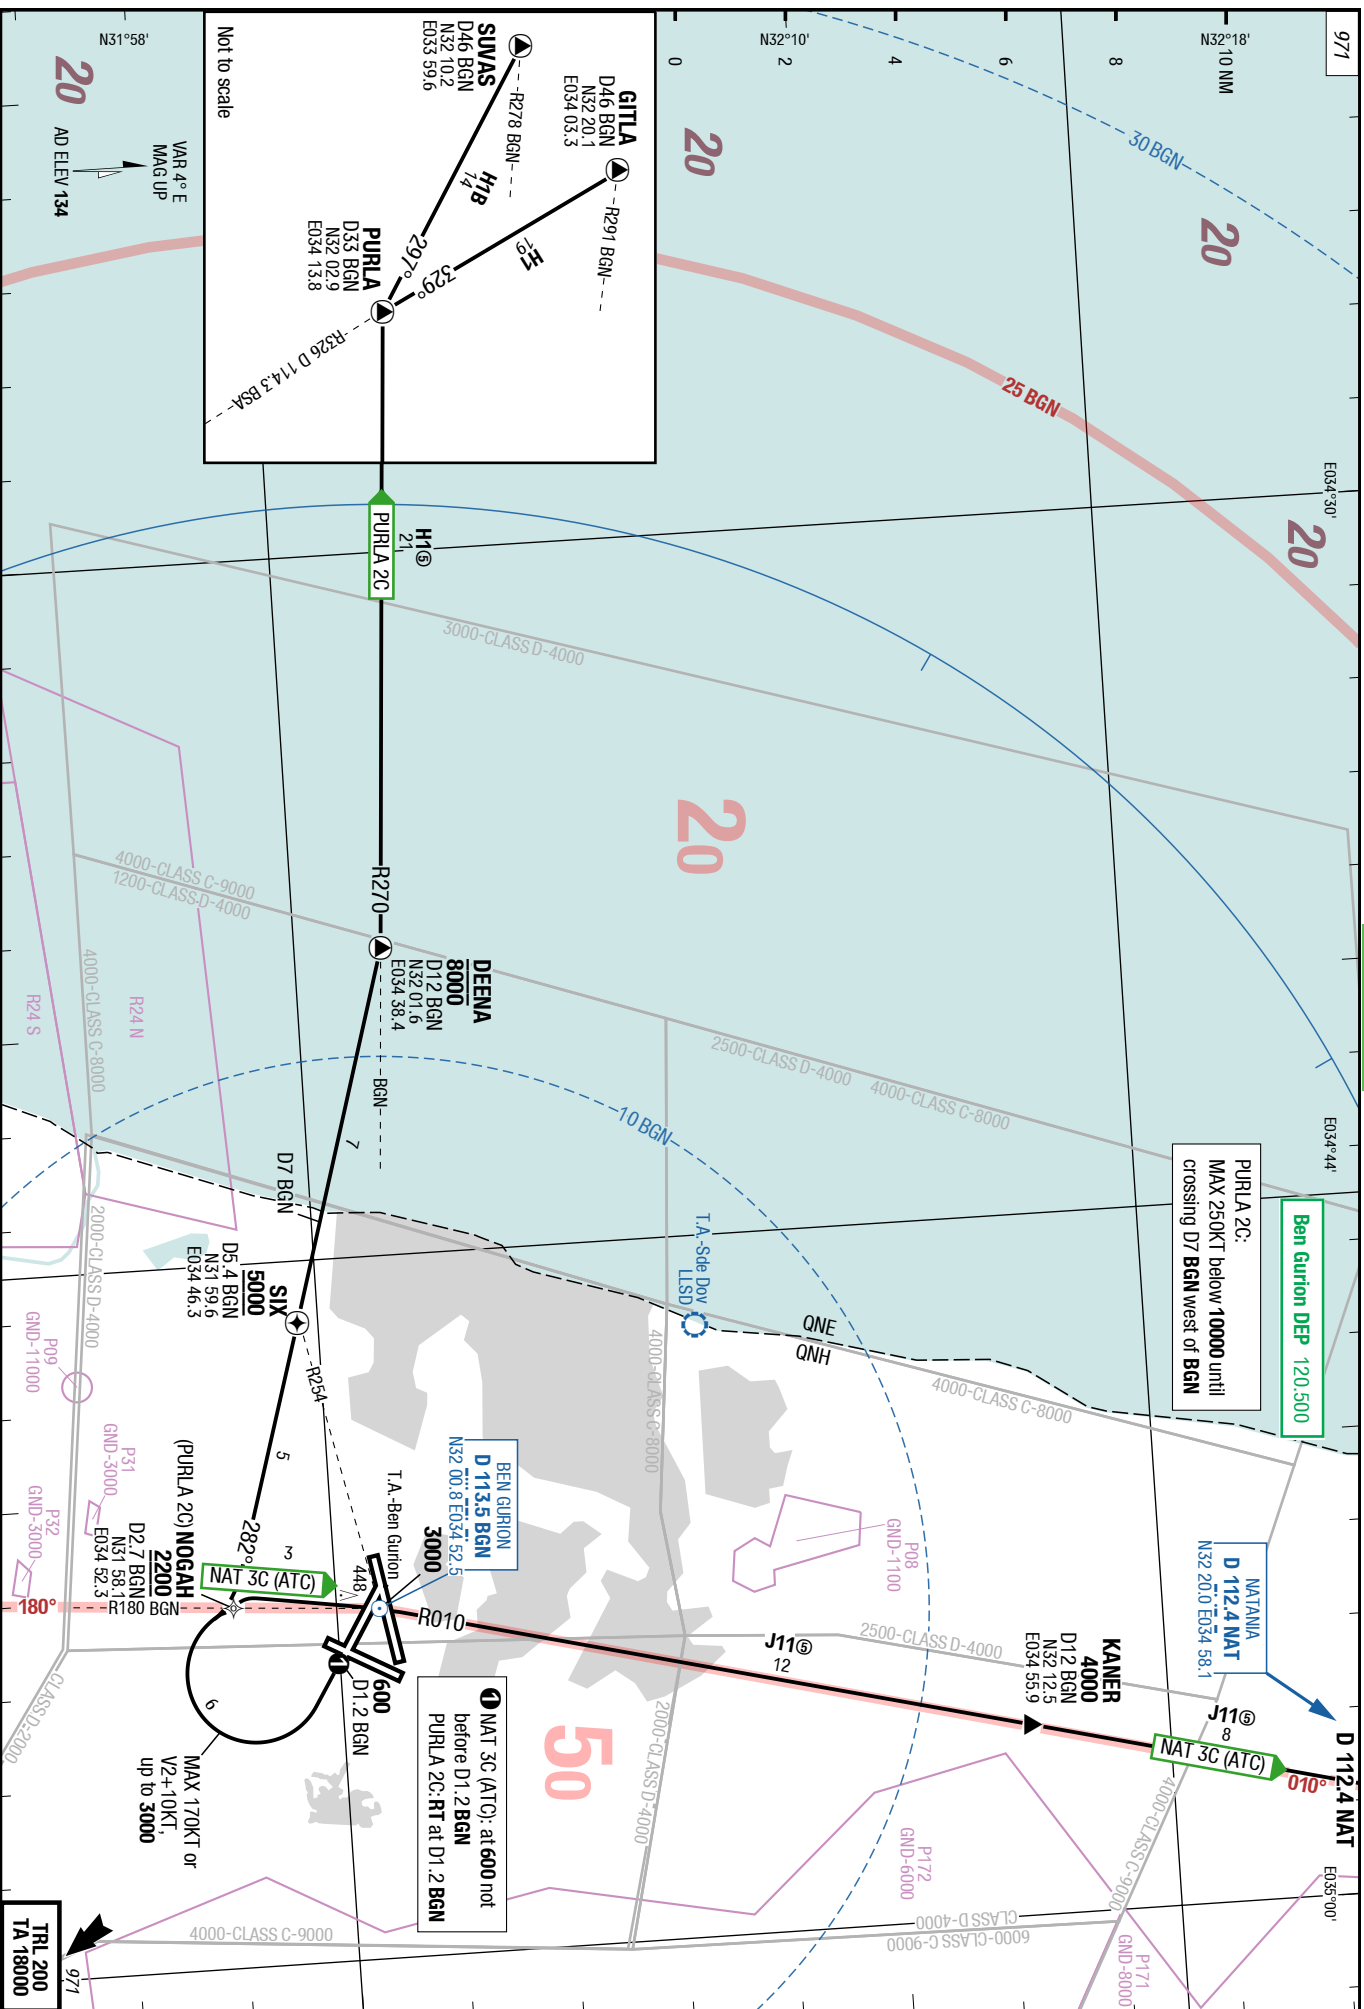 971
N31°58'
N32°10'
N32°18'
0
2
4
6
8
10 NM
20
20
20
20
20
50
VAR 4° E
MAG UP
AD ELEV 134
Not to scale
SUVAS
D46 BGN
N32 10.2
E033 59.6
R278 BGN
GITLA
D46 BGN
N32 20.1
E034 03.3
R291 BGN
H1B
14
297°
H1
19
329°
PURLA
D33 BGN
N32 02.9
E034 13.8
R326 D 114.3 BSA
30 BGN
25 BGN
E034°30'
H1⑤
21
PURLA 2C
3000-CLASS D-4000
R270
4000-CLASS C-9000
1200-CLASS D-4000
4000-CLASS C-8000
R24 N
R24 S
DEENA
8000
D12 BGN
N32 01.6
E034 38.4
BGN
7
2500-CLASS D-4000
4000-CLASS C-8000
10 BGN
E034°44'
PURLA 2C:
MAX 250KT below 10000 until
crossing D7 BGN west of BGN
Ben Gurion DEP 120.500
D7 BGN
SIX
5000
D5.4 BGN
N31 59.6
E034 46.3
R254
2000-CLASS D-4000
P09
GND-11000
P31
GND-3000
P32
GND-3000
T.A.-Sde Dov
LLSD
QNE
QNH
4000-CLASS C-8000
4000-CLASS C-8000
5
282°
BEN GURION
D 113.5 BGN
N32 00.8 E034 52.5
T.A.-Ben Gurion
3000
448
3
NAT 3C (ATC)
(PURLA 2C) NOGAH
2200
D2.7 BGN
N31 58.1
E034 52.3
R180 BGN
180°
P08
GND-1100
NATANIA
D 112.4 NAT
N32 20.0 E034 58.1
R010
J11⑤
12
2500-CLASS D-4000
KANER
4000
D12 BGN
N32 12.5
E034 55.9
J11⑤
8
NAT 3C (ATC)
010°
D 112.4 NAT
600
D1.2 BGN
1
6
MAX 170KT or
V2+10KT,
up to 3000
CLASS D-2000
1 NAT 3C (ATC): at 600 not
before D1.2 BGN
PURLA 2C: RT at D1.2 BGN
2000-CLASS D-4000
4000-CLASS C-9000
P172
GND-6000
CLASS D-4000
6000-CLASS C-9000
P171
GND-8000
E035°00'
4000-CLASS C-9000
971
TRL 200
TA 18000